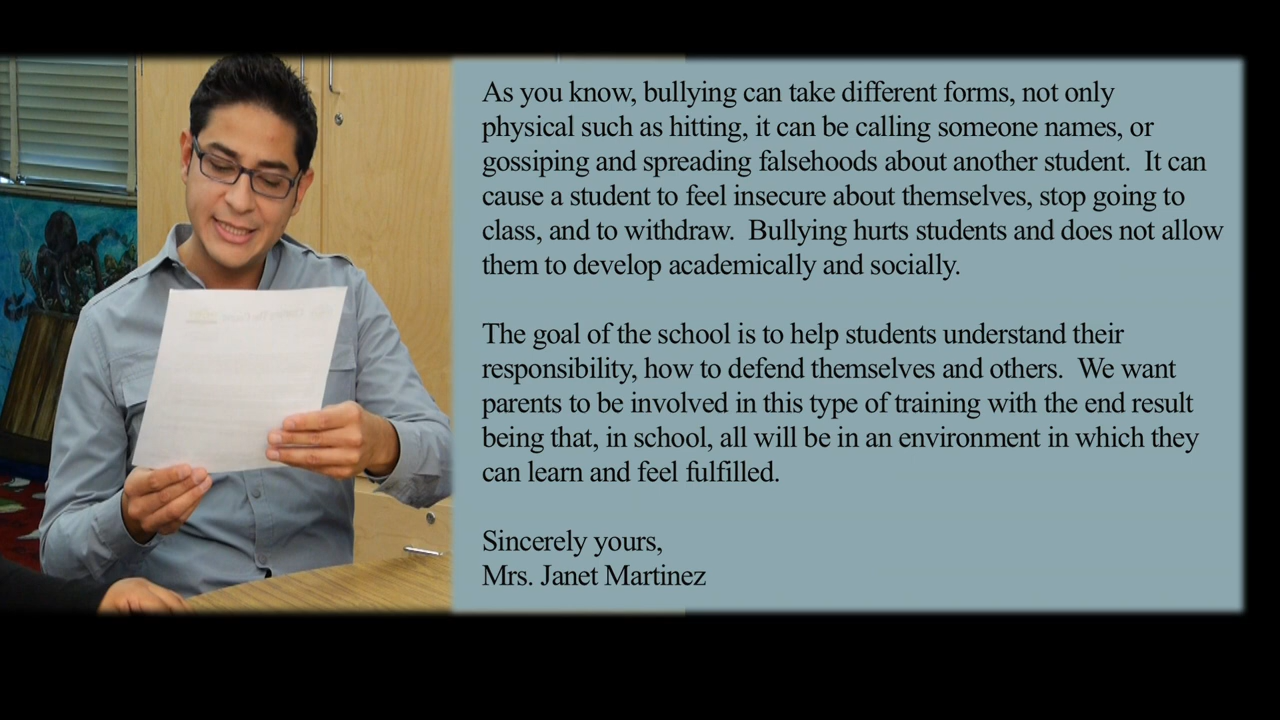 As you know, bullying can take different forms, not only
physical such as hitting, it can be calling someone names, or
gossiping and spreading falsehoods about another student.  It can
cause a student to feel insecure about themselves, stop going to
class, and to withdraw.  Bullying hurts students and does not allow
them to develop academically and socially.
The goal of the school is to help students understand their
responsibility, how to defend themselves and others.  We want
parents to be involved in this type of training with the end result
being that, in school, all will be in an environment in which they
can learn and feel fulfilled.
Sincerely yours,
Mrs. Janet Martinez